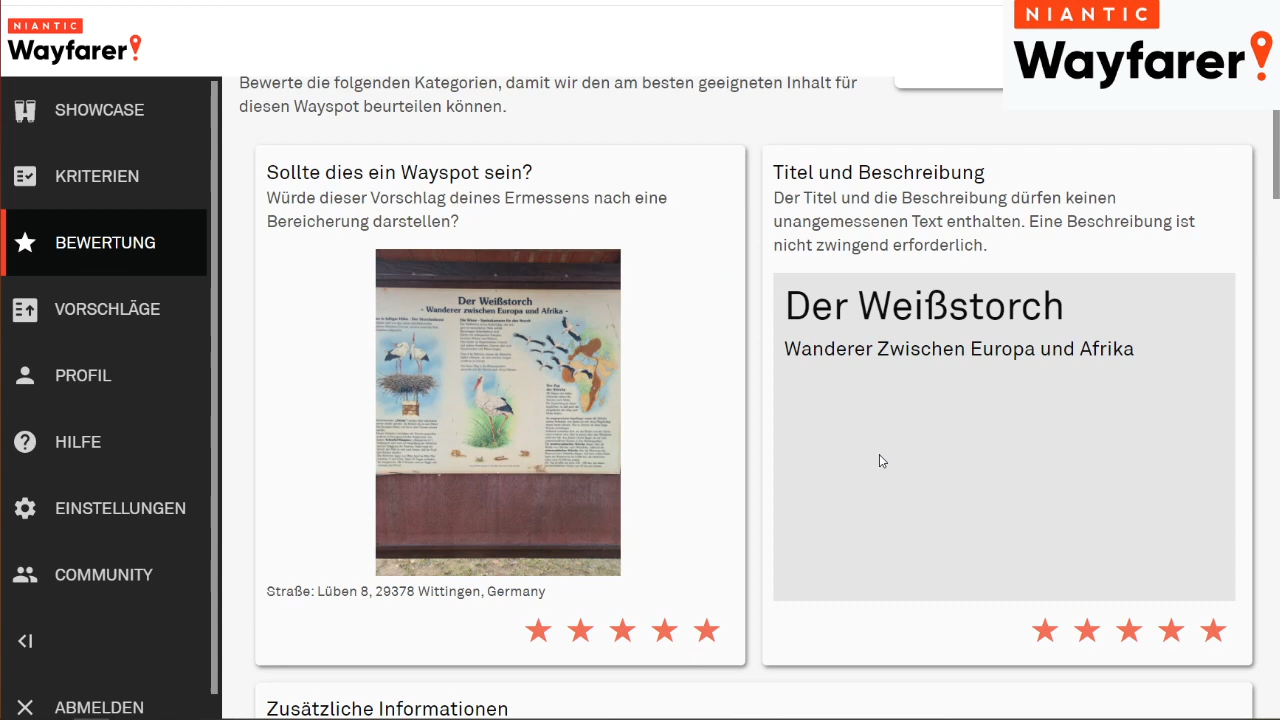 NIANTIC
Wayfarer
NIANTIC
Wayfarer
SHOWCASE
KRITERIEN
BEWERTUNG
VORSCHLÄGE
PROFIL
HILFE
EINSTELLUNGEN
COMMUNITY
ABMELDEN
Bewerte die folgenden Kategorien, damit wir den am besten geeigneten Inhalt für
diesen Wayspot beurteilen können.
Sollte dies ein Wayspot sein?
Würde dieser Vorschlag deines Ermessens nach eine
Bereicherung darstellen?
Der Weißstorch
- Wanderer zwischen Europa und Afrika -
Straße: Lüben 8, 29378 Wittingen, Germany
Titel und Beschreibung
Der Titel und die Beschreibung dürfen keinen
unangemessenen Text enthalten. Eine Beschreibung ist
nicht zwingend erforderlich.
Der Weißstorch
Wanderer Zwischen Europa und Afrika
Zusätzliche Informationen